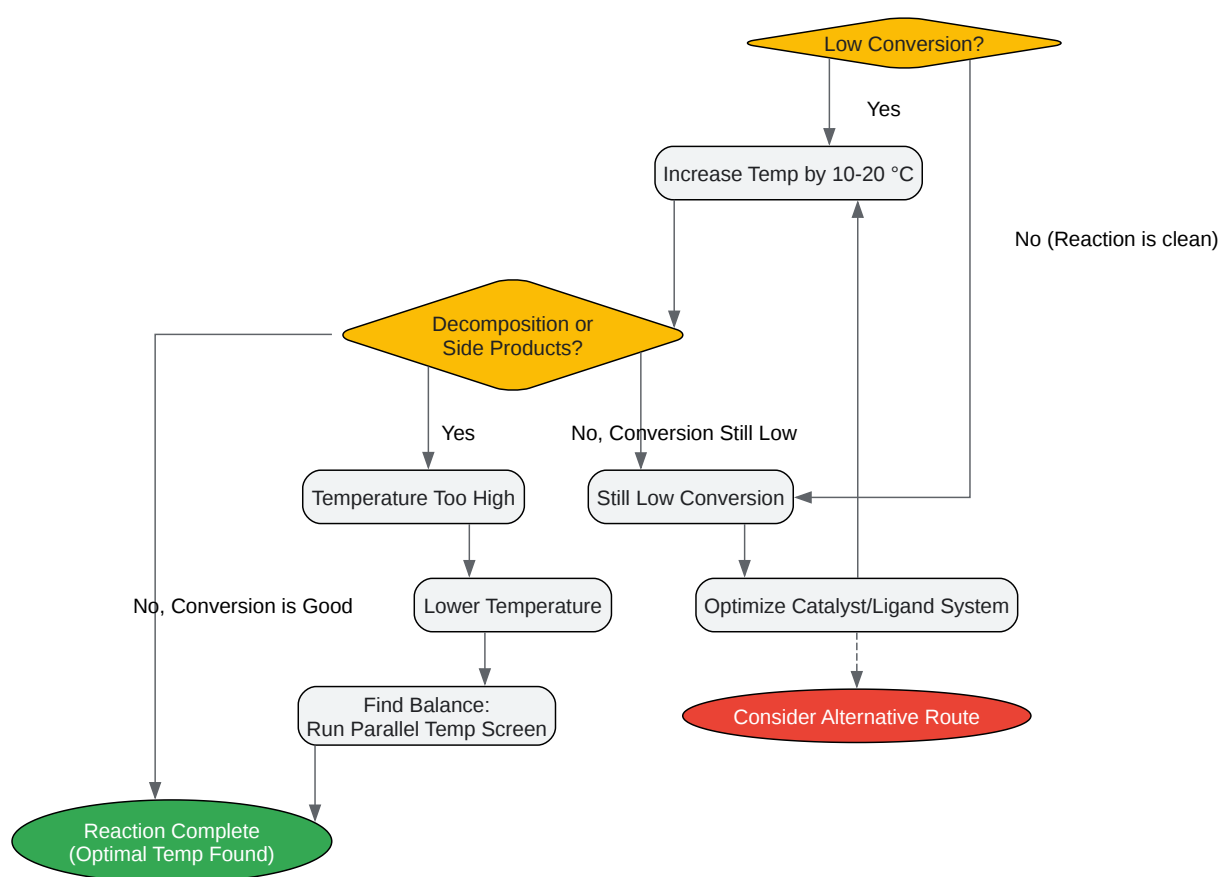 Low Conversion?
Yes
Increase Temp by 10-20 °C
No (Reaction is clean)
Decomposition or
Side Products?
Yes
No, Conversion Still Low
Temperature Too High
Still Low Conversion
No, Conversion is Good
Lower Temperature
Optimize Catalyst/Ligand System
Find Balance:
Run Parallel Temp Screen
Consider Alternative Route
Reaction Complete
(Optimal Temp Found)